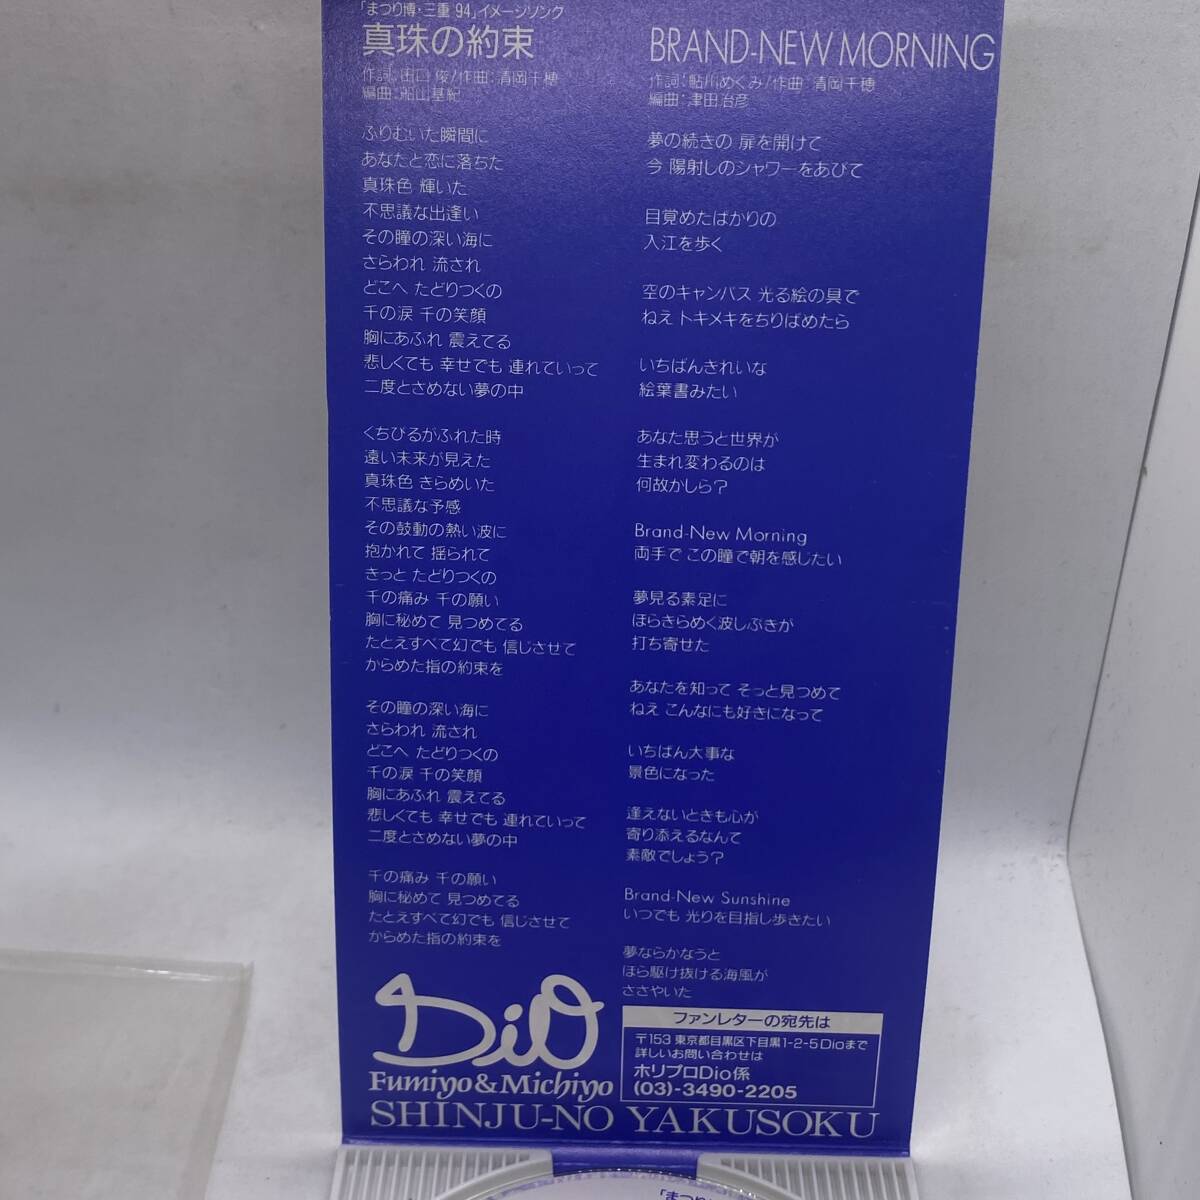 「まつり博・三重'94」イメージソング
真珠の約束
作詞:田口 俊/作曲:清岡千穂
編曲:船山基紀
ふりむいた瞬間に
あなたと恋に落ちた
真珠色 輝いた
不思議な出逢い
その瞳の深い海に
さらわれ 流され
どこへ たどりつくの
千の涙 千の笑顔
胸にあふれ 震えてる
悲しくても 幸せでも 連れていって
二度とさめない夢の中
くちびるがふれた時
遠い未来が見えた
真珠色 きらめいた
不思議な予感
その鼓動の熱い波に
抱かれて 揺られて
きっと たどりつくの
千の痛み 千の願い
胸に秘めて 見つめてる
たとえすべて幻でも 信じさせて
からめた指の約束を
その瞳の深い海に
さらわれ 流され
どこへ たどりつくの
千の涙 千の笑顔
胸にあふれ 震えてる
悲しくても 幸せでも 連れていって
二度とさめない夢の中
千の痛み 千の願い
胸に秘めて 見つめてる
たとえすべて幻でも 信じさせて
からめた指の約束を
BRAND-NEW MORNING
作詞:鮎川めぐみ/作曲:清岡千穂
編曲:津田治彦
夢の続きの 扉を開けて
今 陽射しのシャワーをあびて
目覚めたばかりの
入江を歩く
空のキャンバス 光る絵の具で
ねえ トキメキをちりばめたら
いちばんきれいな
絵葉書みたい
あなた思うと世界が
生まれ変わるのは
何故かしら?
Brand-New Morning
両手で この瞳で朝を感じたい
夢見る素足に
ほらきらめく波しぶきが
打ち寄せた
あなたを知って そっと見つめて
ねえ こんなにも好きになって
いちばん大事な
景色になった
逢えないときも心が
寄り添えるなんて
素敵でしょう?
Brand-New Sunshine
いつでも 光りを目指し歩きたい
夢ならかなうと
ほら駆け抜ける海風が
ささやいた
DiO
Fumiyo&Michiyo
ファンレターの宛先は
〒153 東京都目黒区下目黒1-2-5 Dioまで
詳しいお問い合わせは
ホリプロDio係
(03)-3490-2205
SHINJU-NO YAKUSOKU